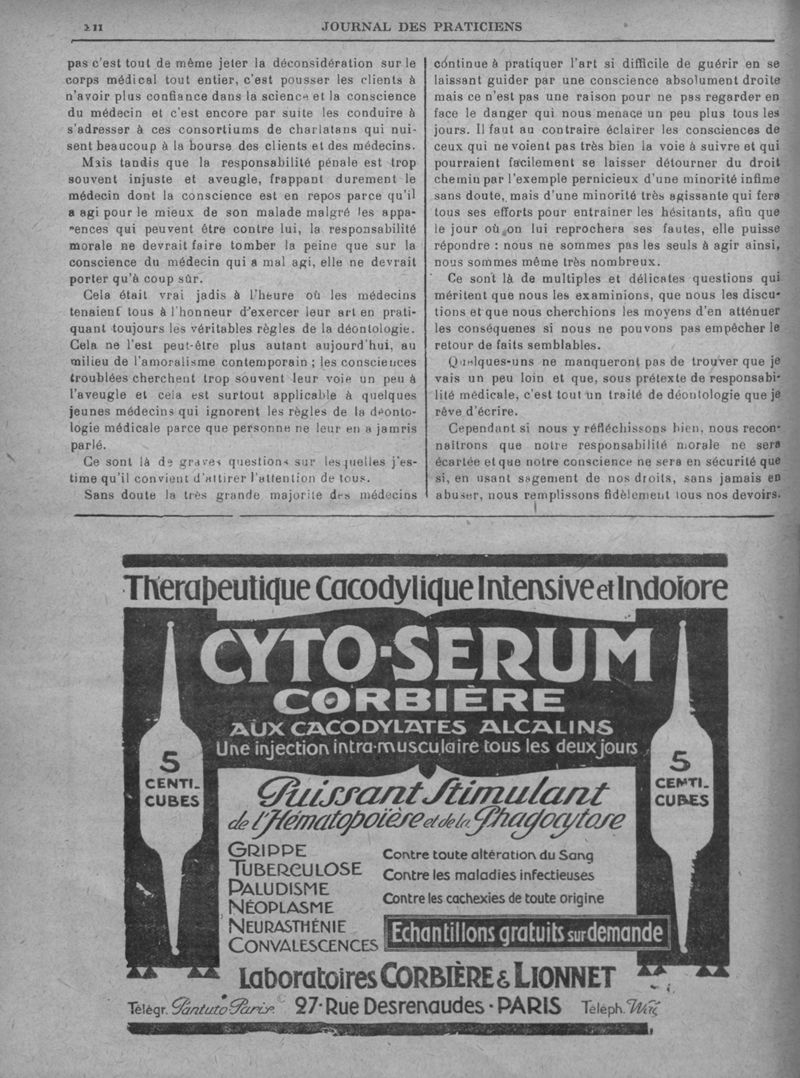 JOURNAL DES PRATICIENS
pas c'est tout de même jeter la déconsidération sur le
corps médical tout entier, c'est pousser les clients à
n'avoir plus confiance dans la science et la conscience
du médecin et c'est encore par suite les conduire à
s'adresser à ces consortiums de charlatans qui nui-
sent beaucoup à la bourse des clients et des médecins.
Mais tandis que la responsabilité pénale est trop
souvent injuste et aveugle, frappant durement le
médecin dont la conscience est en repos parce qu'il
a agi pour le mieux de son malade malgré les appa-
rences qui peuvent être contre lui, la responsabilité
morale ne devrait faire tomber la peine que sur la
conscience du médecin qui a mal agi, elle ne devrait
porter qu'à coup sûr.
Cela était vrai jadis à l'heure où les médecins
tenaient tous à l'honneur d'exercer leur art en prati-
quant toujours les véritables règles de la déontologie.
Cela ne l'est peut-être plus autant aujourd'hui, au
milieu de l'amoralisme contemporain ; les consciences
troublées cherchent trop souvent leur voie un peu à
l'aveugle et cela est surtout applicable à quelques
jeunes médecins qui ignorent les règles de la déonto-
logie médicale parce que personne ne leur en a jamris
parlé.
Ce sont là de graves questions sur lesquelles j'es-
time qu'il convient d'attirer l'attention de tous.
Sans doute la très grande majorité des médecins
continue à pratiquer l'art si difficile de guérir en se
laissant guider par une conscience absolument droite
mais ce n'est pas une raison pour ne pas regarder en
face le danger qui nous menace un peu plus tous les
jours. Il faut au contraire éclairer les consciences de
ceux qui ne voient pas très bien la voie à suivre et qui
pourraient facilement se laisser détourner du droit
chemin par l'exemple pernicieux d'une minorité infime
sans doute, mais d'une minorité très agissante qui fera
tous ses efforts pour entrainer les hésitants, afin que
le jour où on lui reprochera ses fautes, elle puisse
répondre : nous ne sommes pas les seuls à agir ainsi,
nous sommes même très nombreux.
Ce sont là de multiples et délicates questions qui
méritent que nous les examinions, que nous les discu-
tions et que nous cherchions les moyens d'en atténuer
les conséquenes si nous ne pouvons pas empêcher le
retour de faits semblables.
Quelques-uns ne manqueront pas de trouver que je
vais un peu loin et que, sous prétexte de responsabi-
lité médicale, c'est tout un traité de déontologie que je
rêve d'écrire.
Cependant si nous y réfléchissons bien, nous recon-
naîtrons que notre responsabilité morale ne sera
écartée et que notre conscience ne sera en sécurité que
si, en usant sagement de nos droits, sans jamais en
abuser, nous remplissons fidèlement tous nos devoirs.
Therapeutique Cacodylique Intensive et Indolore
CYTO-SERUM
CORBIÈRE
AUX CACODYLATES ALCALINS
Une injection intra-musculaire tous les deux jours
5
CENTI-
CUBES
5
CENTI-
CUBES
Puissant Stimulant
de l'Hématopoïèse et de la Phagocytose
GRIPPE
TUBERCULOSE
PALUDISME
NÉOPLASME
NEURASTHÉNIE
CONVALESCENCES
Contre toute altération du Sang
Contre les maladies infectieuses
Contre les cachexies de toute origine
Echantillons gratuits sur demande
Laboratoires CORBIÈRE & LIONNET
Télégr. Pantuto Paris. 27 · Rue Desrenaudes · PARIS Téleph.